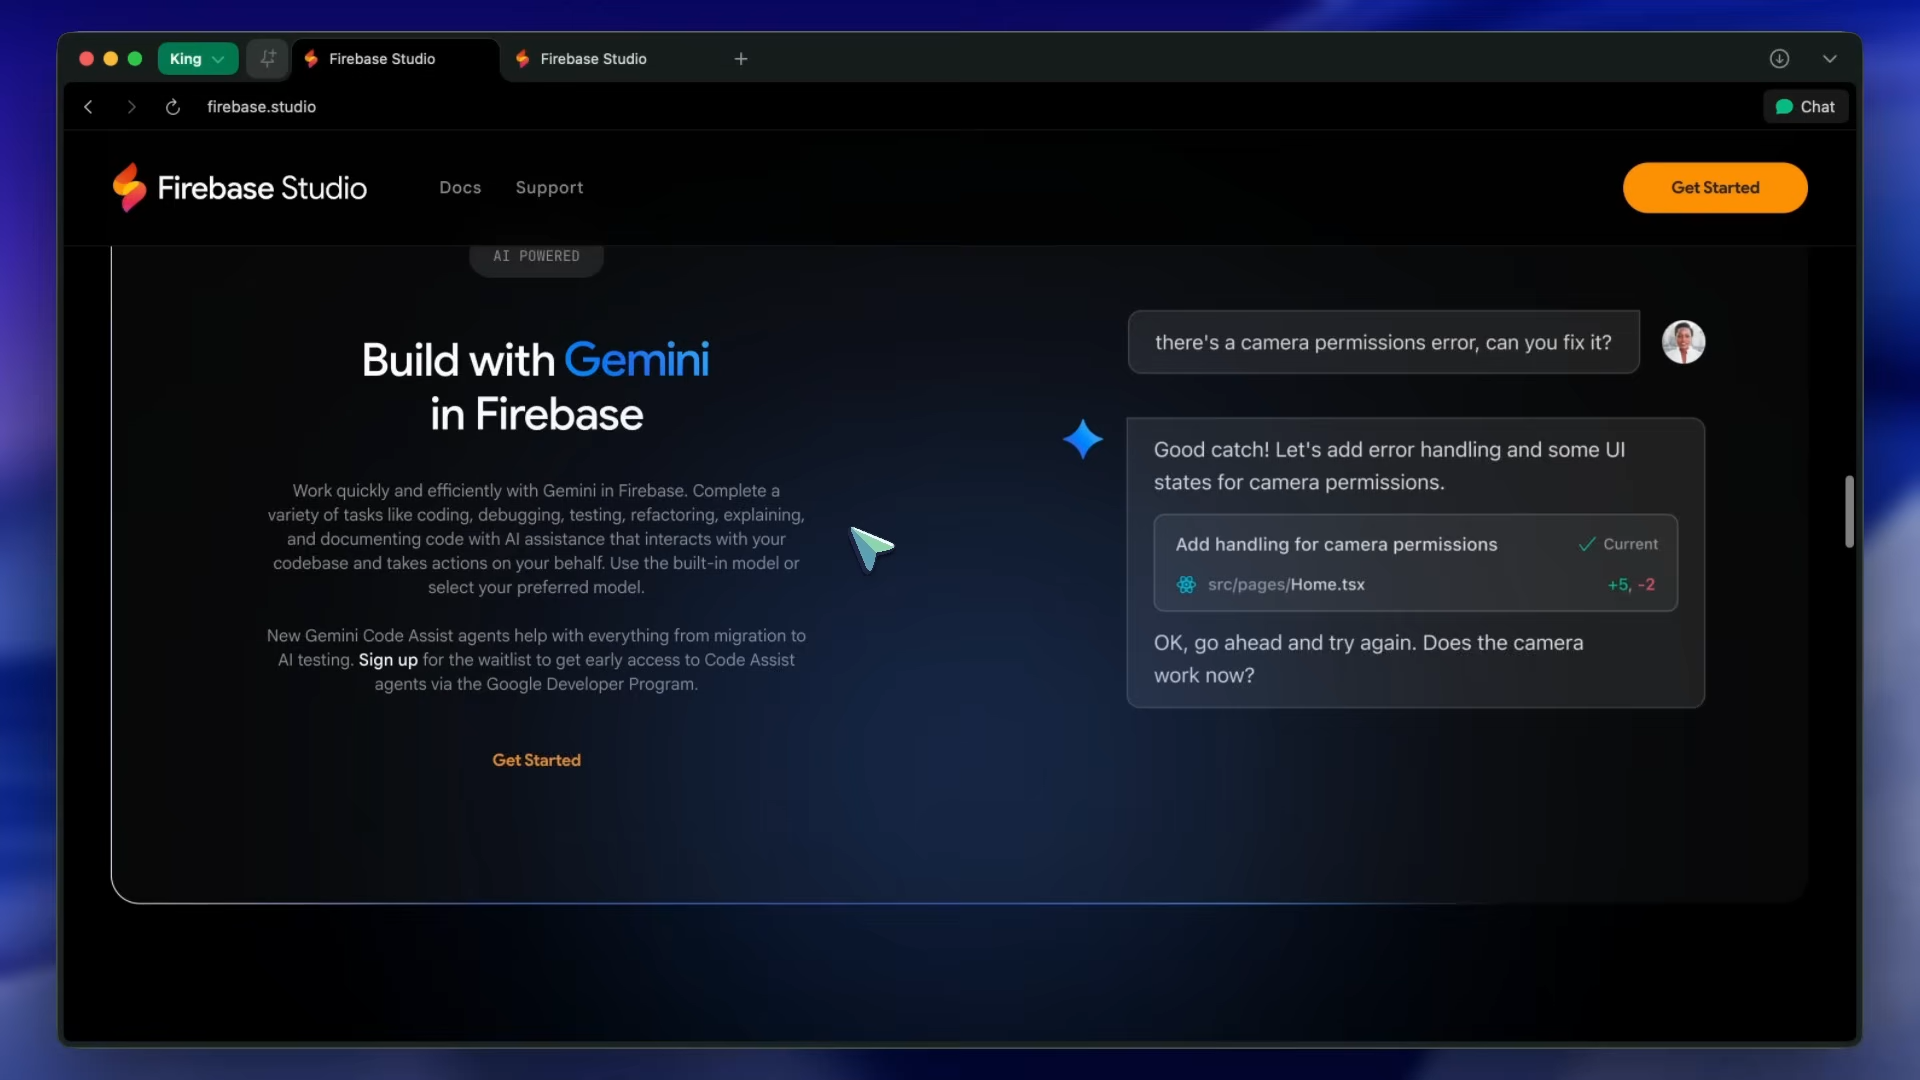 King
Firebase Studio
Firebase Studio
firebase.studio
Chat
Firebase Studio
Docs
Support
Get Started
AI POWERED
Build with Gemini
in Firebase
Work quickly and efficiently with Gemini in Firebase. Complete a
variety of tasks like coding, debugging, testing, refactoring, explaining,
and documenting code with AI assistance that interacts with your
codebase and takes actions on your behalf. Use the built-in model or
select your preferred model.
New Gemini Code Assist agents help with everything from migration to
AI testing. Sign up for the waitlist to get early access to Code Assist
agents via the Google Developer Program.
Get Started
there's a camera permissions error, can you fix it?
Good catch! Let's add error handling and some UI
states for camera permissions.
Add handling for camera permissions
Current
src/pages/Home.tsx
+5, -2
OK, go ahead and try again. Does the camera
work now?